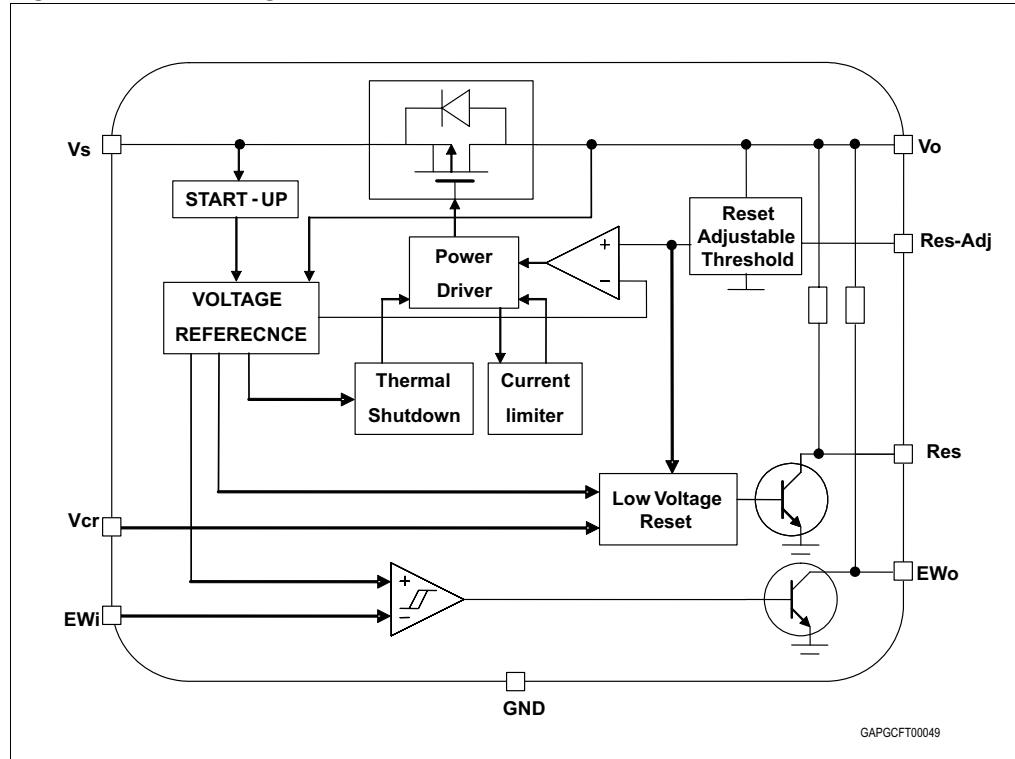 Vs
Vo
START - UP
Reset
Adjustable
Threshold
Res-Adj
Power
Driver
+
−
VOLTAGE
REFERECNCE
Thermal
Shutdown
Current
limiter
Res
Low Voltage
Reset
Vcr
EWo
+
−
EWi
GND
GAPGCFT00049